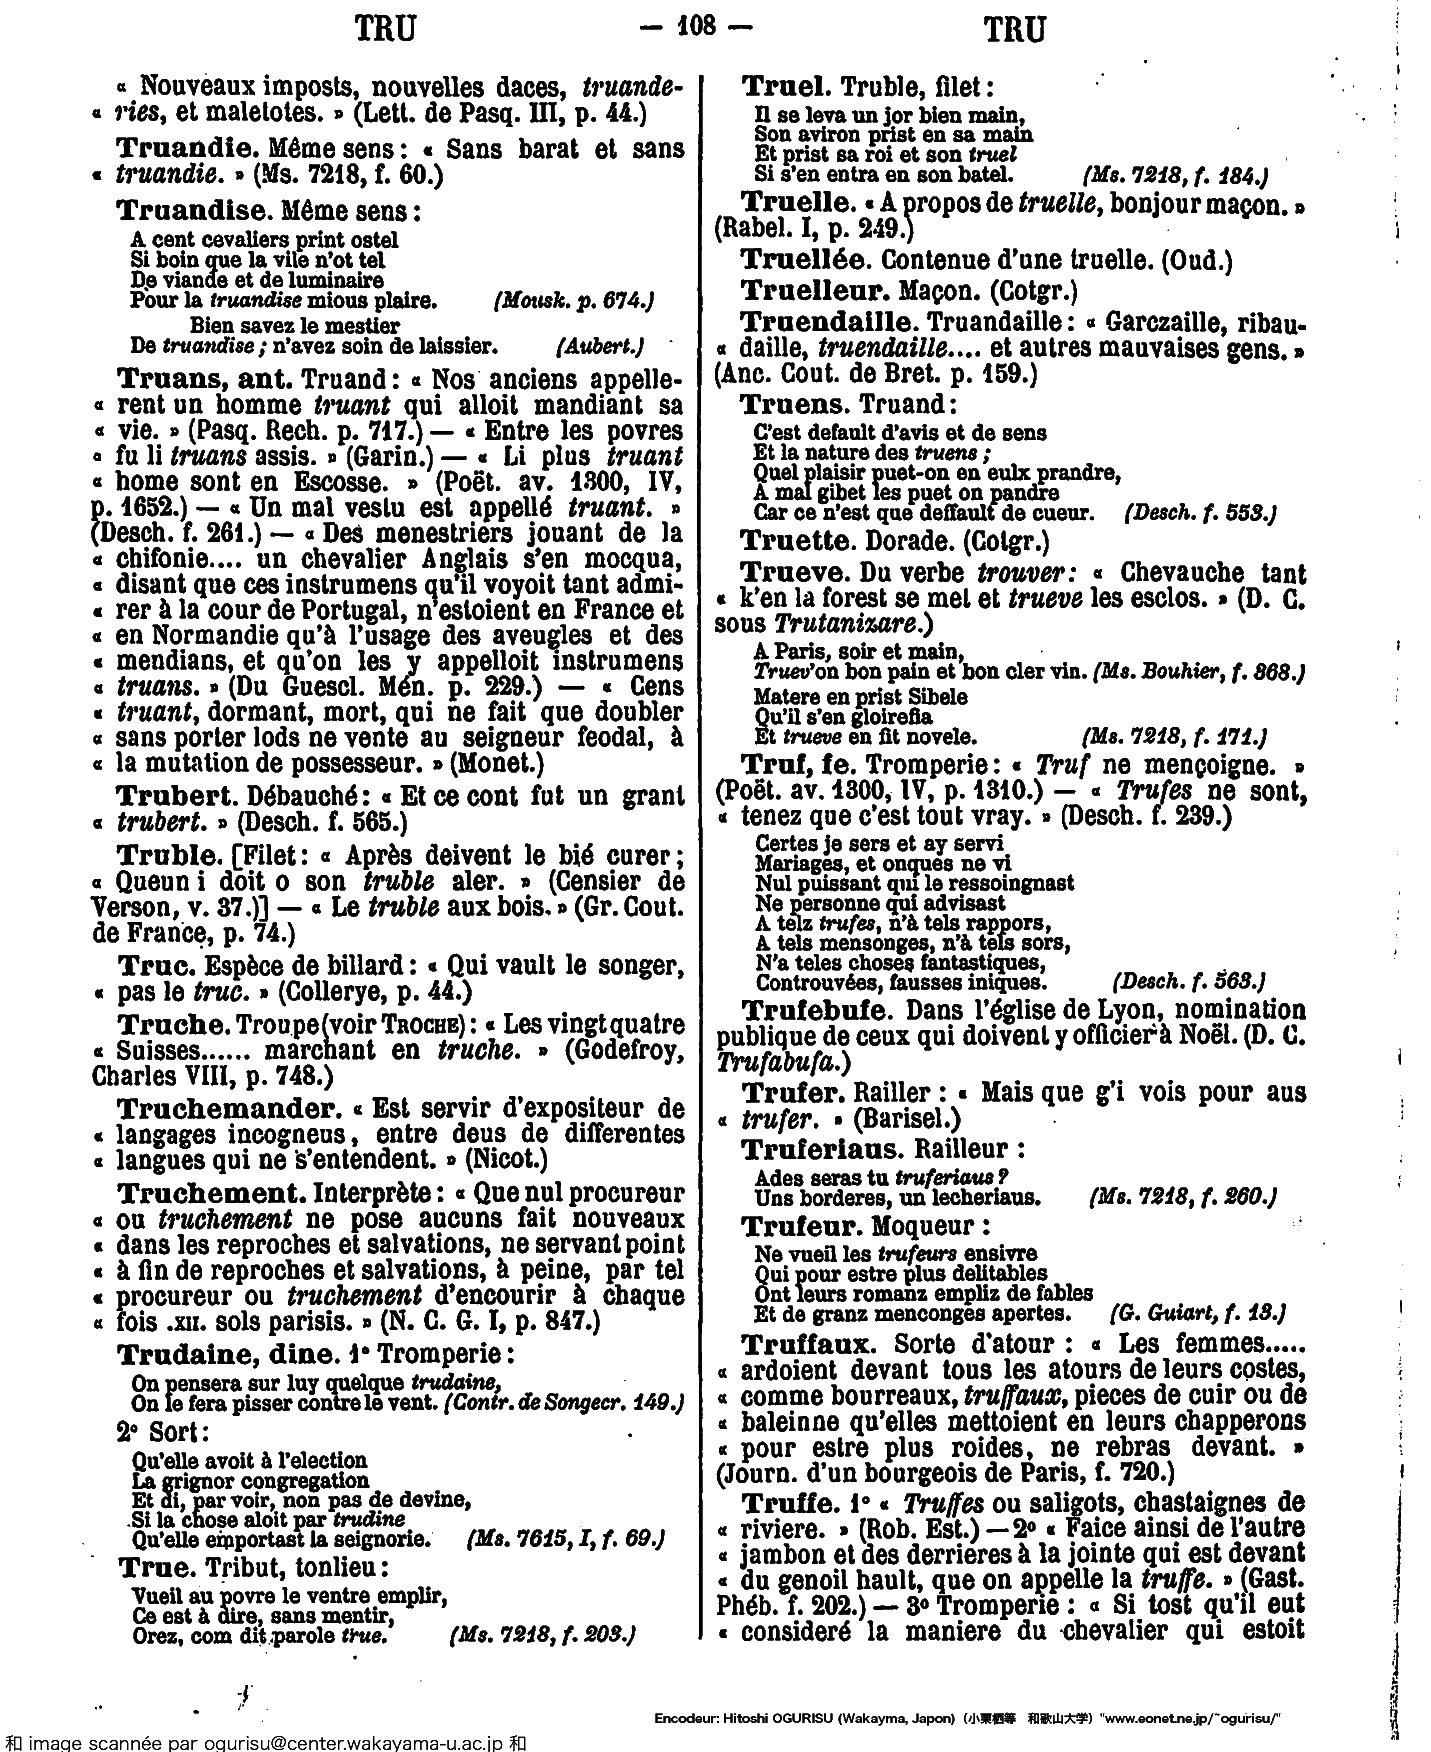 TRU — 108 — TRU
« Nouveaux imposts, nouvelles daces, truande-
« ries, et maletotes. » (Lett. de Pasq. III, p. 44.)
Truandie. Même sens : « Sans barat et sans
« truandie. » (Ms. 7218, f. 60.)
Truandise. Même sens :
A cent cevaliers print ostel
Si boin que la vile n'ot tel
De viande et de luminaire
Pour la truandise mious plaire. (Mousk. p. 674.)
Bien savez le mestier
De truandise ; n'avez soin de laissier. (Aubert.)
Truans, ant. Truand : « Nos anciens appelle-
« rent un homme truant qui alloit mandiant sa
« vie. » (Pasq. Rech. p. 717.) — « Entre les povres
« fu li truans assis. » (Garin.) — « Li plus truant
« home sont en Escosse. » (Poët. av. 1300, IV,
p. 1652.) — « Un mal vestu est appellé truant. »
(Desch. f. 261.) — « Des menestriers jouant de la
« chifonie.... un chevalier Anglais s'en mocqua,
« disant que ces instrumens qu'il voyoit tant admi-
« rer à la cour de Portugal, n'estoient en France et
« en Normandie qu'à l'usage des aveugles et des
« mendians, et qu'on les y appelloit instrumens
« truans. » (Du Guescl. Mén. p. 229.) — « Cens
« truant, dormant, mort, qui ne fait que doubler
« sans porter lods ne vente au seigneur feodal, à
« la mutation de possesseur. » (Monet.)
Trubert. Débauché : « Et ce cont fut un grant
« trubert. » (Desch. f. 565.)
Truble. [Filet : « Après deivent le bié curer ;
« Queun i doit o son truble aler. » (Censier de
Verson, v. 37.)] — « Le truble aux bois. » (Gr. Cout.
de France, p. 74.)
Truc. Espèce de billard : « Qui vault le songer,
« pas le truc. » (Collerye, p. 44.)
Truche. Troupe (voir TROCHE) : « Les vingt quatre
« Suisses...... marchant en truche. » (Godefroy,
Charles VIII, p. 748.)
Truchemander. « Est servir d'expositeur de
« langages incogneus, entre deus de differentes
« langues qui ne s'entendent. » (Nicot.)
Truchement. Interprète : « Que nul procureur
« ou truchement ne pose aucuns fait nouveaux
« dans les reproches et salvations, ne servant point
« à fin de reproches et salvations, à peine, par tel
« procureur ou truchement d'encourir à chaque
« fois .XII. sols parisis. » (N. C. G. I, p. 847.)
Trudaine, dine. 1° Tromperie :
On pensera sur luy quelque trudaine,
On le fera pisser contre le vent. (Contr. de Songecr. 149.)
2° Sort :
Qu'elle avoit à l'election
La grignor congregation
Et di, par voir, non pas de devine,
Si la chose aloit par trudine
Qu'elle emportast la seignorie. (Ms. 7615, I, f. 69.)
True. Tribut, tonlieu :
Vueil au povre le ventre emplir,
Ce est à dire, sans mentir,
Orez, com dit parole true. (Ms. 7218, f. 203.)
Truel. Truble, filet :
Il se leva un jor bien main,
Son aviron prist en sa main
Et prist sa roi et son truel
Si s'en entra en son batel. (Ms. 7218, f. 184.)
Truelle. « A propos de truelle, bonjour maçon. »
(Rabel. I, p. 249.)
Truellée. Contenue d'une truelle. (Oud.)
Truelleur. Maçon. (Cotgr.)
Truendaille. Truandaille : « Garczaille, ribau-
« daille, truendaille.... et autres mauvaises gens. »
(Anc. Cout. de Bret. p. 159.)
Truens. Truand :
C'est default d'avis et de sens
Et la nature des truens ;
Quel plaisir puet-on en eulx prandre,
A mal gibet les puet on pandre
Car ce n'est que deffault de cueur. (Desch. f. 553.)
Truette. Dorade. (Cotgr.)
Trueve. Du verbe trouver : « Chevauche tant
« k'en la forest se met et trueve les esclos. » (D. C.
sous Trutanizare.)
A Paris, soir et main,
Truev'on bon pain et bon cler vin. (Ms. Bouhier, f. 868.)
Matere en prist Sibele
Qu'il s'en gloirefia
Et trueve en fit novele. (Ms. 7218, f. 171.)
Truf, fe. Tromperie : « Truf ne mençoigne. »
(Poët. av. 1300, IV, p. 1310.) — « Trufes ne sont,
« tenez que c'est tout vray. » (Desch. f. 239.)
Certes je sers et ay servi
Mariages, et onques ne vi
Nul puissant qui le ressoingnast
Ne personne qui advisast
A telz trufes, n'à tels rappors,
A tels mensonges, n'à tels sors,
N'a teles choses fantastiques,
Controuvées, fausses iniques. (Desch. f. 563.)
Trufebufe. Dans l'église de Lyon, nomination
publique de ceux qui doivent y officier à Noël. (D. C.
Trufabufa.)
Trufer. Railler : « Mais que g'i vois pour aus
« trufer. » (Barisel.)
Truferiaus. Railleur :
Ades seras tu truferiaus ?
Uns borderes, un lecheriaus. (Ms. 7218, f. 260.)
Trufeur. Moqueur :
Ne vueil les trufeurs ensivre
Qui pour estre plus delitables
Ont leurs romanz empliz de fables
Et de granz menconges apertes. (G. Guiart, f. 13.)
Truffaux. Sorte d'atour : « Les femmes.....
« ardoient devant tous les atours de leurs costes,
« comme bourreaux, truffaux, pieces de cuir ou de
« baleinne qu'elles mettoient en leurs chapperons
« pour estre plus roides, ne rebras devant. »
(Journ. d'un bourgeois de Paris, f. 720.)
Truffe. 1° « Truffes ou saligots, chastaignes de
« riviere. » (Rob. Est.) — 2° « Faice ainsi de l'autre
« jambon et des derrieres à la jointe qui est devant
« du genoil hault, que on appelle la truffe. » (Gast.
Phéb. f. 202.) — 3° Tromperie : « Si tost qu'il eut
« consideré la maniere du chevalier qui estoit
Encodeur: Hitoshi OGURISU (Wakayma, Japon) (小栗栖等 和歌山大学) "www.eonet.ne.jp/~ogurisu/"
和 image scannée par ogurisu@center.wakayama-u.ac.jp 和